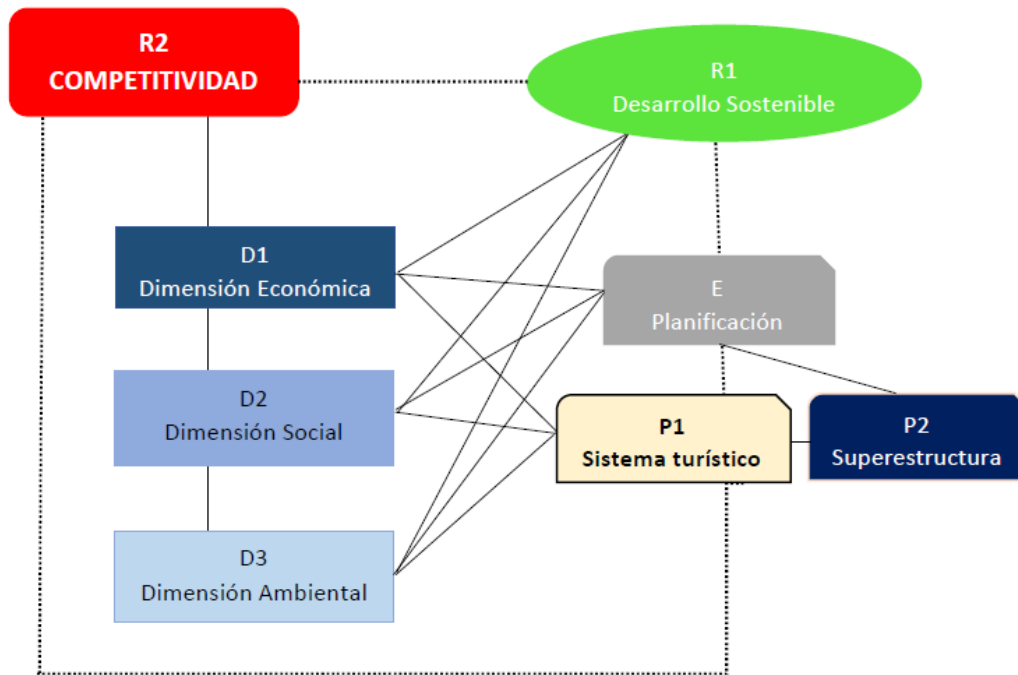 R2
COMPETITIVIDAD
R1
Desarrollo Sostenible
D1
Dimensión Económica
E
Planificación
D2
Dimensión Social
P1
Sistema turístico
P2
Superestructura
D3
Dimensión Ambiental